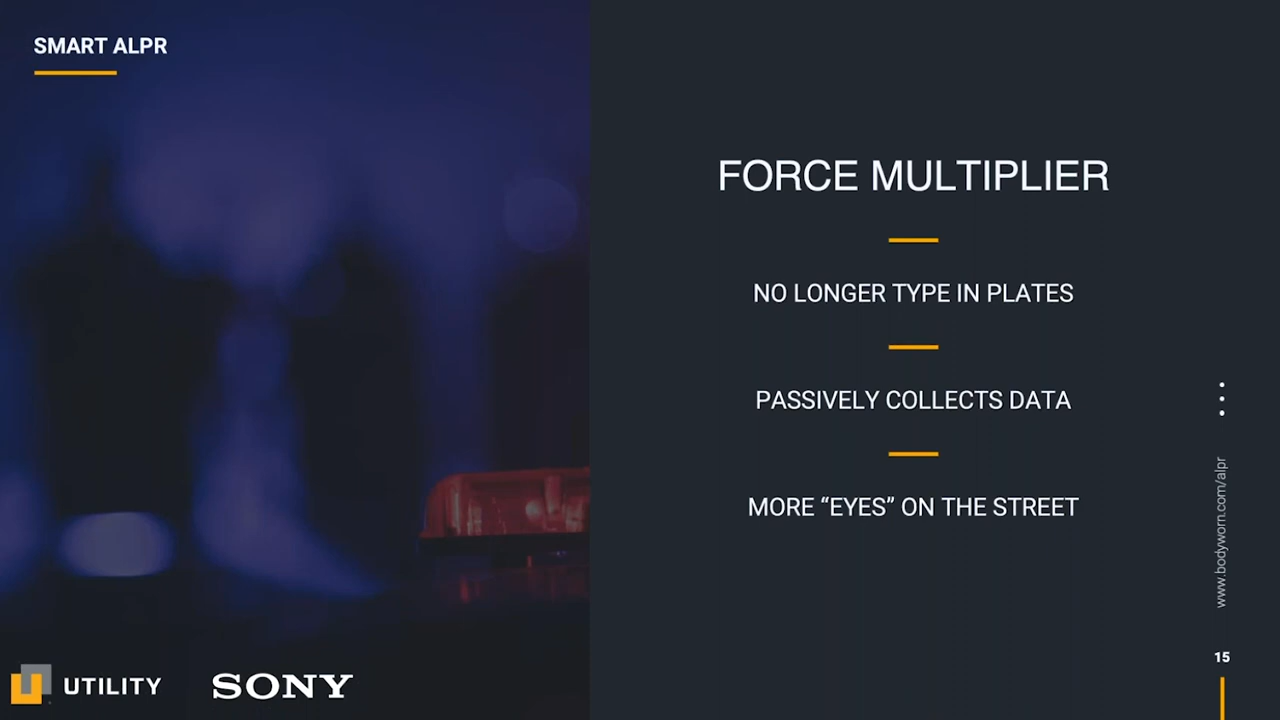 SMART ALPR
FORCE MULTIPLIER
NO LONGER TYPE IN PLATES
PASSIVELY COLLECTS DATA
MORE “EYES” ON THE STREET
www.bodyworn.com/alpr
15
UTILITY
SONY